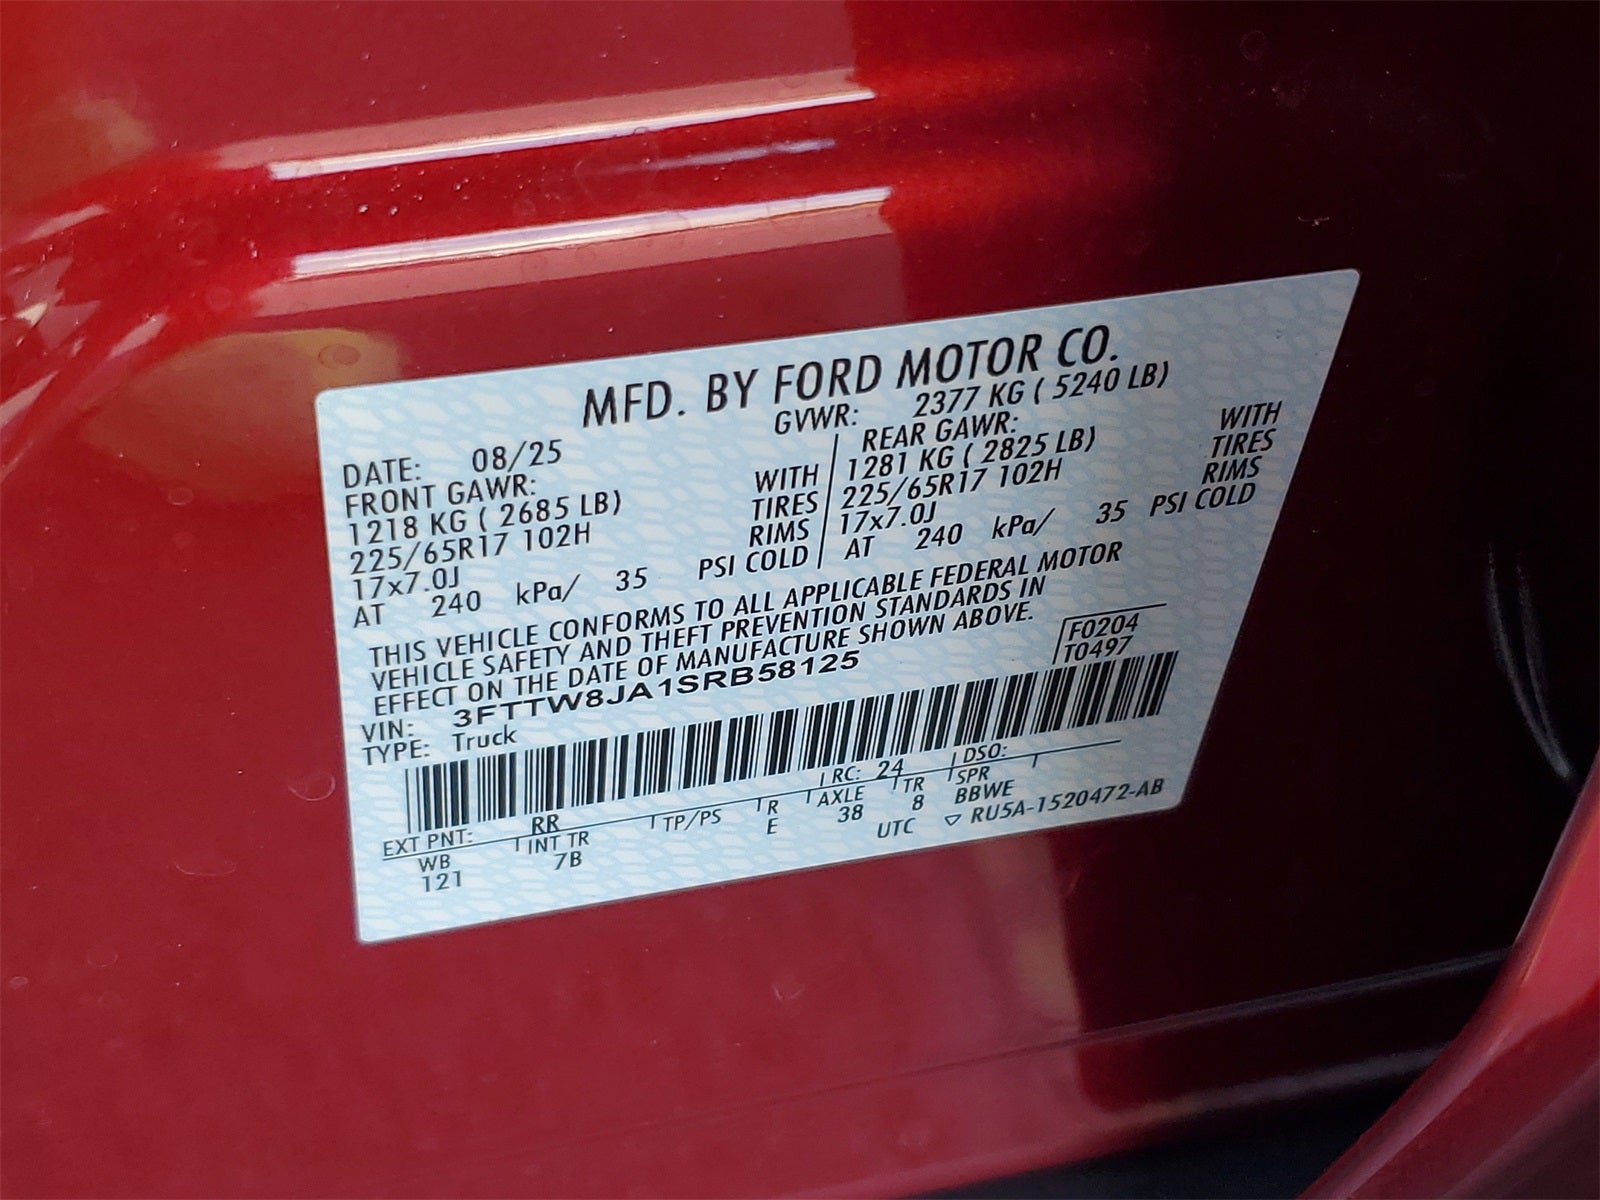 MFD. BY FORD MOTOR CO.
DATE: 08/25 GVWR: 2377 KG ( 5240 LB)
FRONT GAWR: REAR GAWR:
1218 KG ( 2685 LB) WITH 1281 KG ( 2825 LB) WITH
225/65R17 102H TIRES 225/65R17 102H TIRES
17x7.0J RIMS 17x7.0J RIMS
AT 240 kPa/ 35 PSI COLD AT 240 kPa/ 35 PSI COLD
THIS VEHICLE CONFORMS TO ALL APPLICABLE FEDERAL MOTOR
VEHICLE SAFETY AND THEFT PREVENTION STANDARDS IN
EFFECT ON THE DATE OF MANUFACTURE SHOWN ABOVE.
F0204
VIN: 3FTTW8JA1SRB58125 T0497
TYPE: Truck
EXT PNT: RR RC: 24 DSO:
WB INT TR TP/PS R AXLE TR SPR
121 7B E 38 8 BBWE
UTC ▽ RU5A-1520472-AB